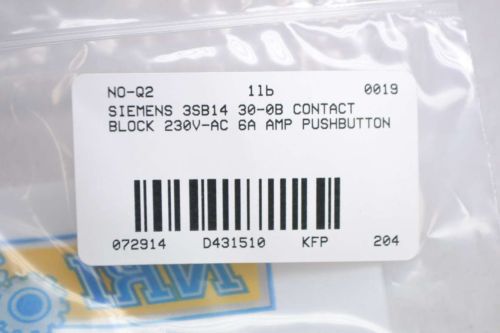 NO-Q2 1lb 0019
SIEMENS 3SB14 30-0B CONTACT
BLOCK 230V-AC 6A AMP PUSHBUTTON
072914 D431510 KFP 204
NRI